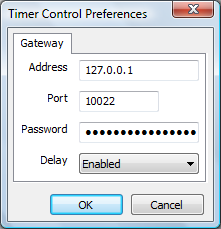 Timer Control Preferences
Gateway
Address 127.0.0.1
Port 10022
Password ●●●●●●●●●●●●●●●●
Delay Enabled
OK Cancel